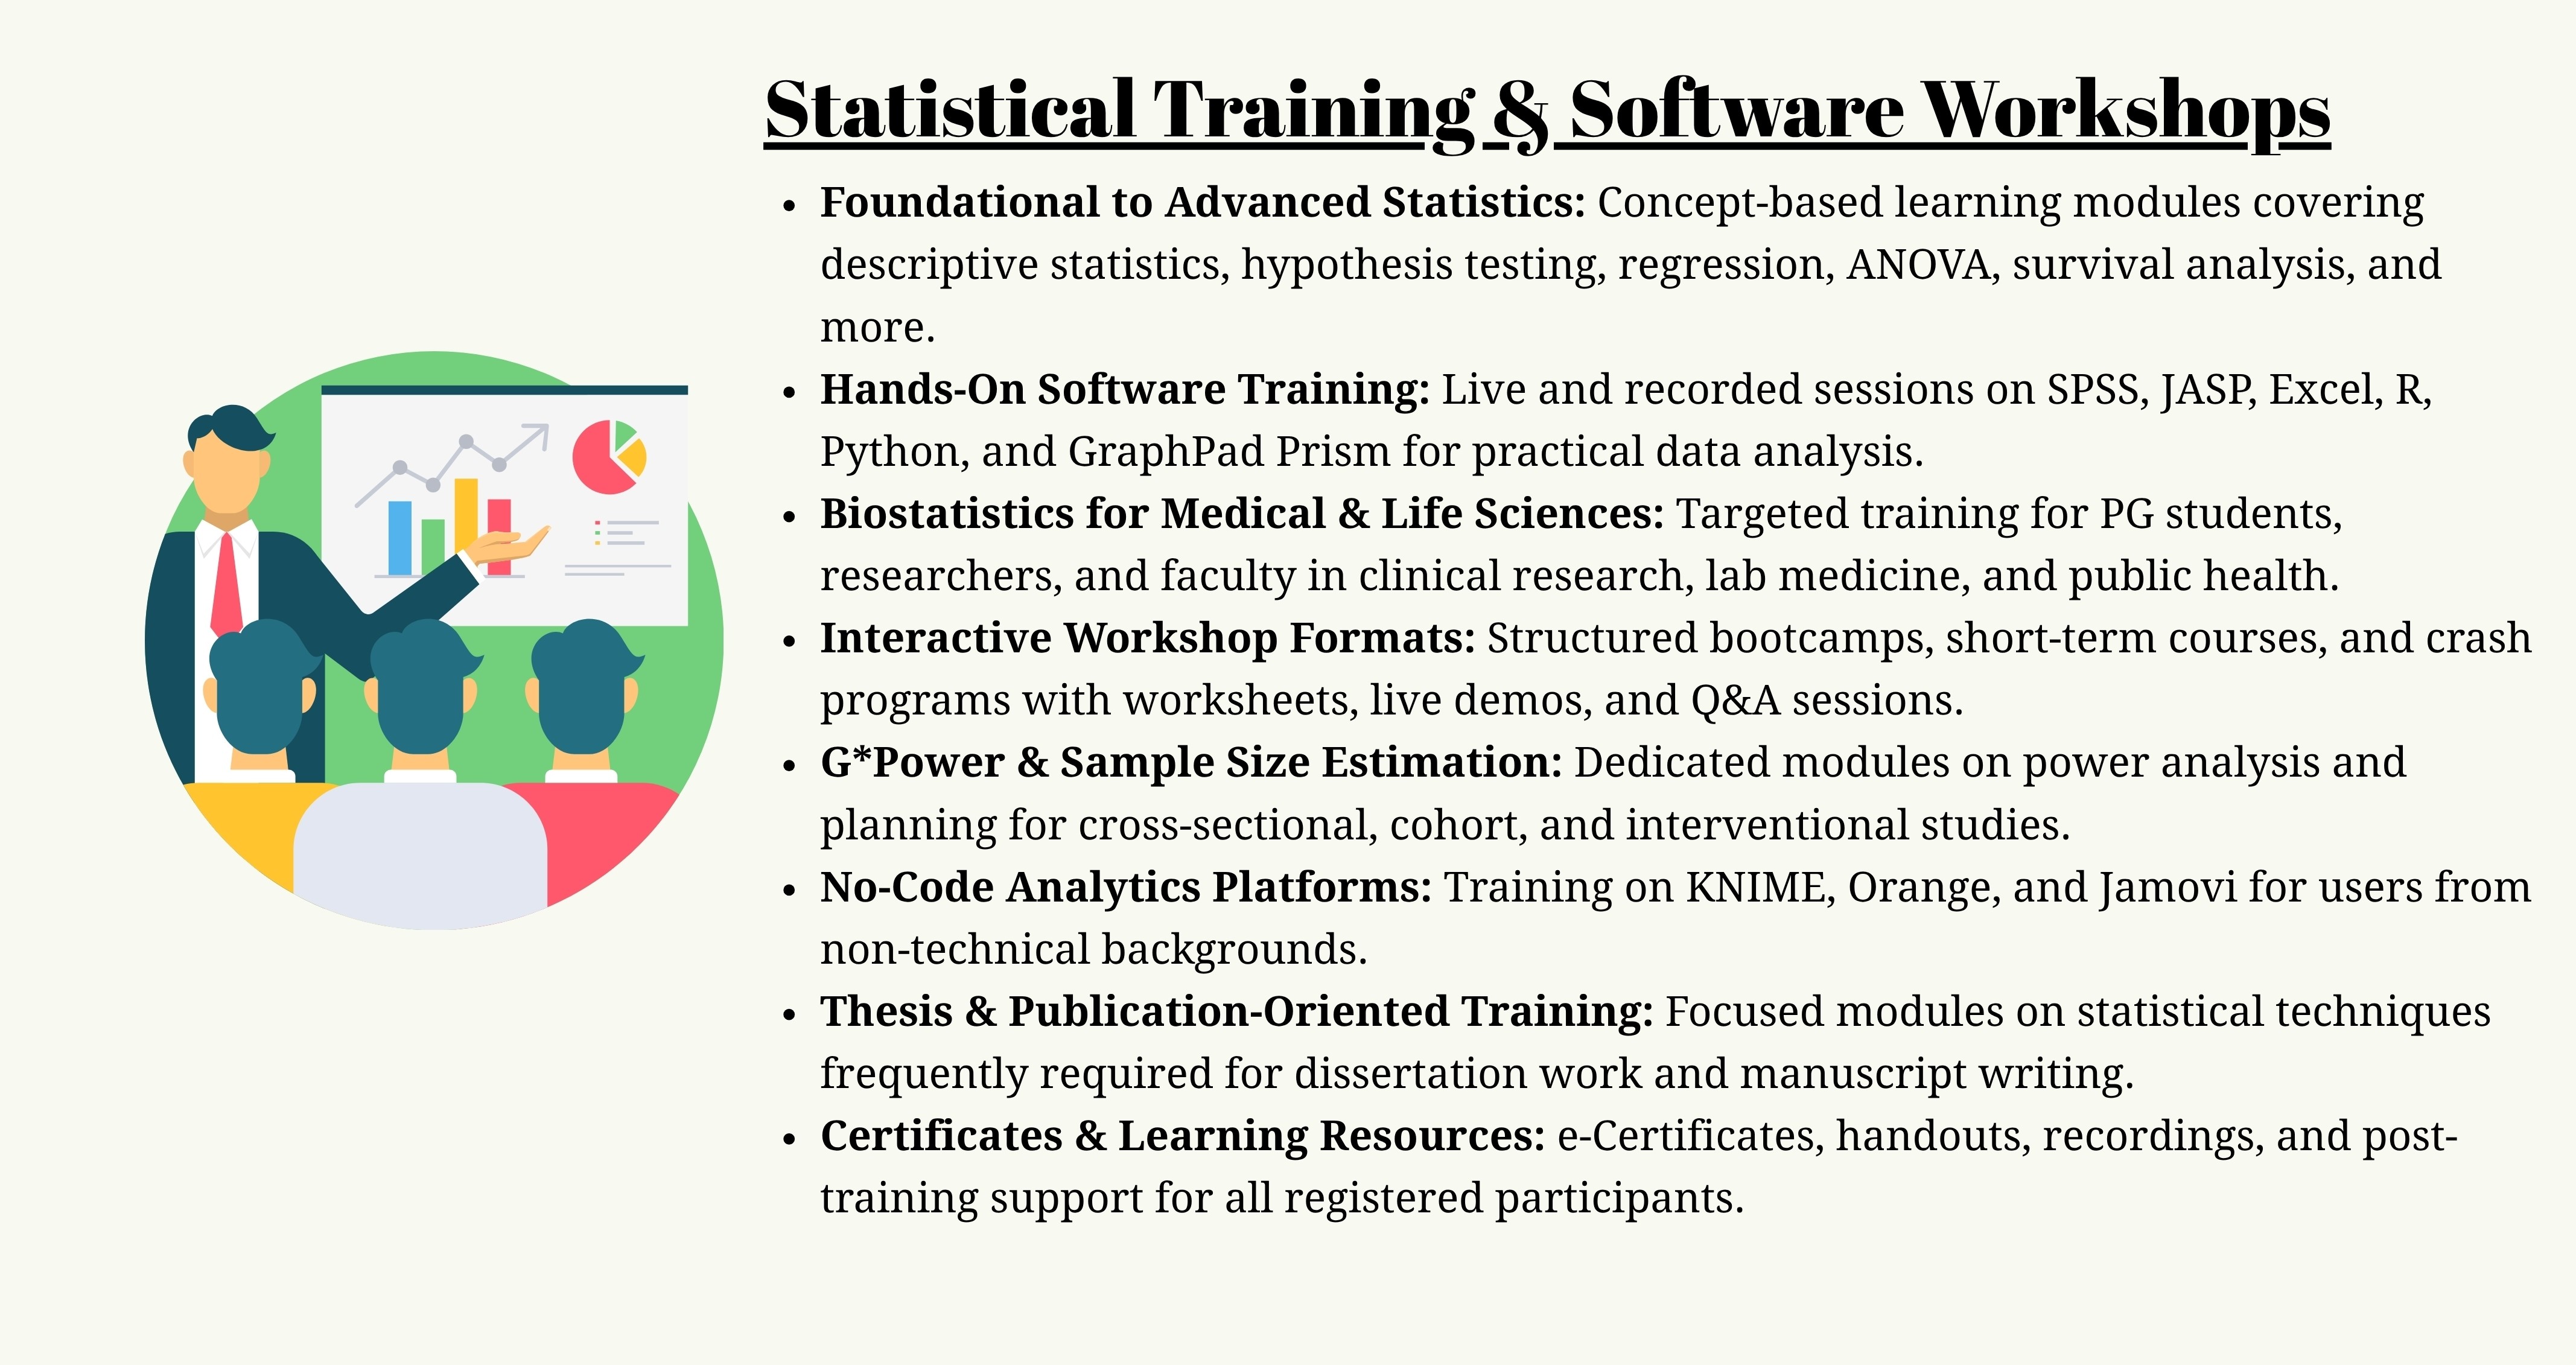 Statistical Training & Software Workshops
• Foundational to Advanced Statistics: Concept-based learning modules covering
descriptive statistics, hypothesis testing, regression, ANOVA, survival analysis, and
more.
• Hands-On Software Training: Live and recorded sessions on SPSS, JASP, Excel, R,
Python, and GraphPad Prism for practical data analysis.
• Biostatistics for Medical & Life Sciences: Targeted training for PG students,
researchers, and faculty in clinical research, lab medicine, and public health.
• Interactive Workshop Formats: Structured bootcamps, short-term courses, and crash
programs with worksheets, live demos, and Q&A sessions.
• G*Power & Sample Size Estimation: Dedicated modules on power analysis and
planning for cross-sectional, cohort, and interventional studies.
• No-Code Analytics Platforms: Training on KNIME, Orange, and Jamovi for users from
non-technical backgrounds.
• Thesis & Publication-Oriented Training: Focused modules on statistical techniques
frequently required for dissertation work and manuscript writing.
• Certificates & Learning Resources: e-Certificates, handouts, recordings, and post-
training support for all registered participants.